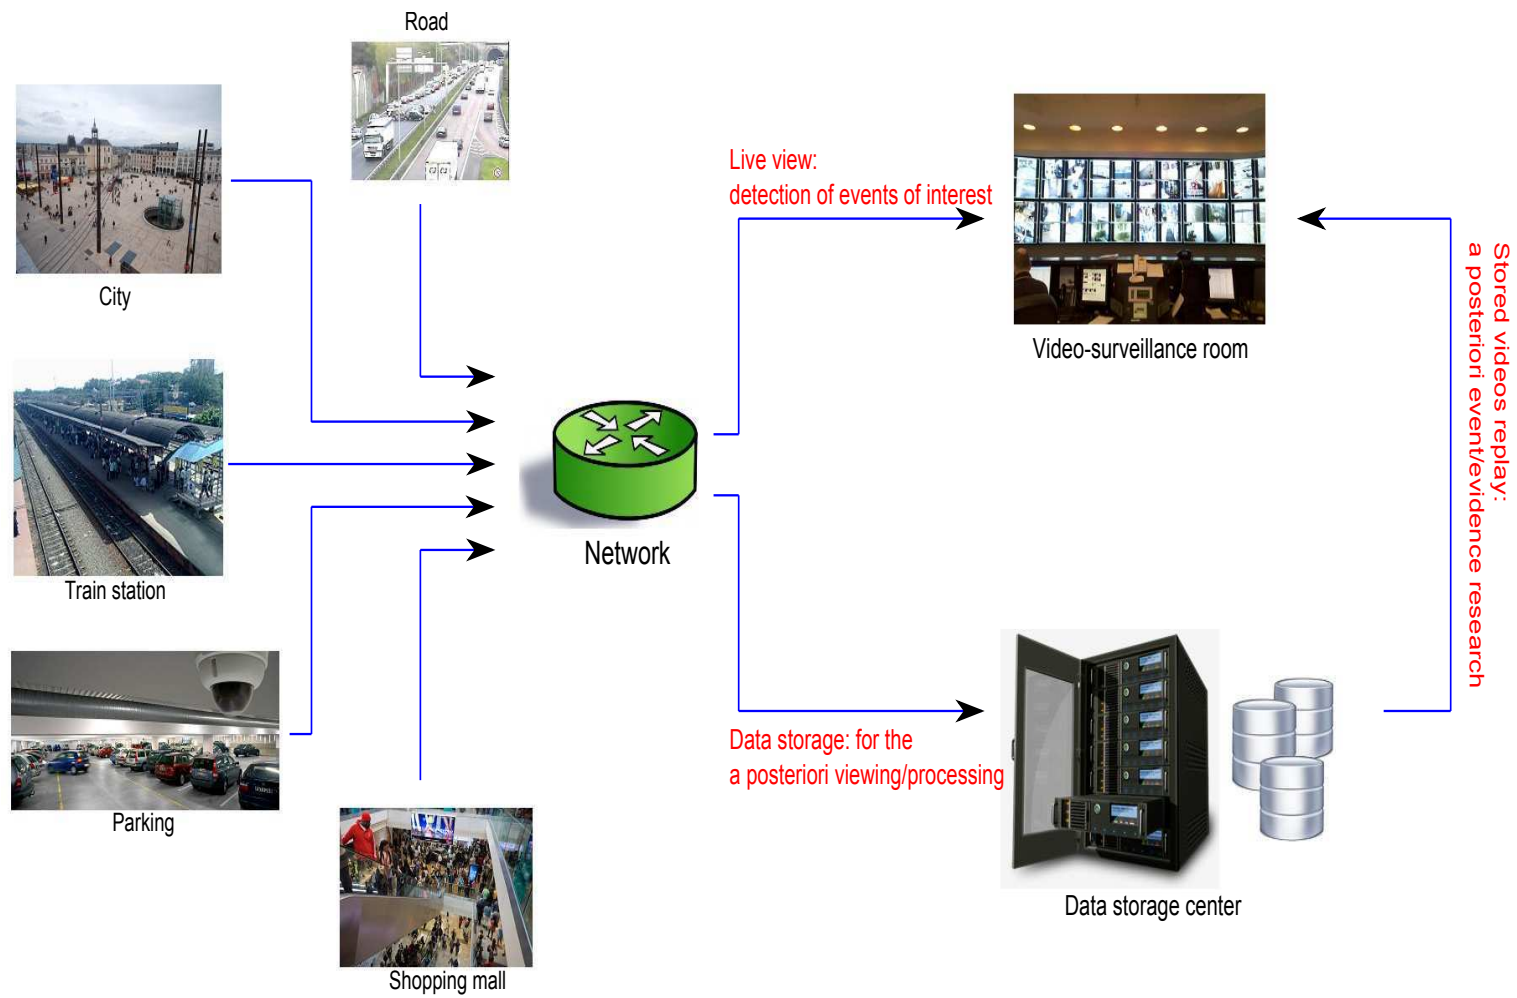 Road
City
Train station
Parking
Shopping mall
Network
Live view:
detection of events of interest
Video-surveillance room
Stored videos replay:
a posteriori event/evidence research
Data storage: for the
a posteriori viewing/processing
Data storage center